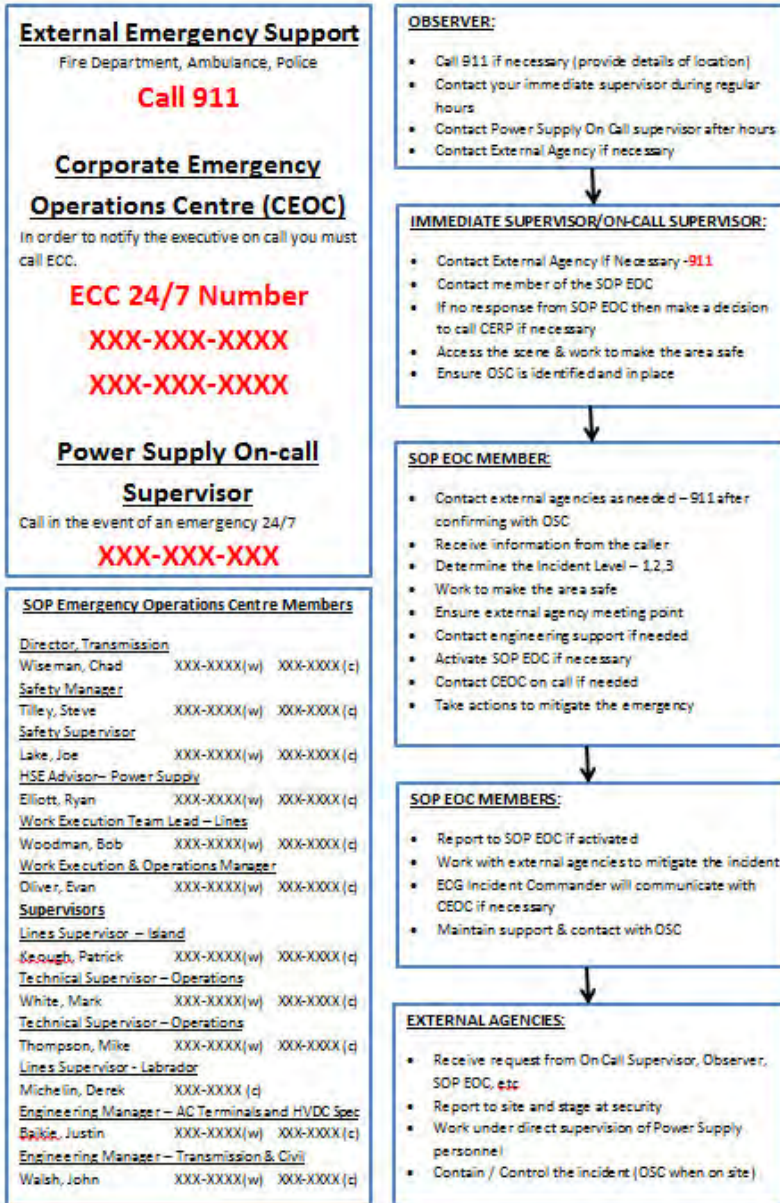 External Emergency Support
Fire Department, Ambulance, Police
Call 911
Corporate Emergency
Operations Centre (CEOC)
In order to notify the executive on call you must
call ECC.
ECC 24/7 Number
XXX-XXX-XXXX
XXX-XXX-XXXX
Power Supply On-call
Supervisor
Call in the event of an emergency 24/7
XXX-XXX-XXX
SOP Emergency Operations Centre Members
Director, Transmission
Wiseman, Chad XXX-XXXX(w) XXX-XXXX (c)
Safety Manager
Tilley, Steve XXX-XXXX(w) XXX-XXXX (c)
Safety Supervisor
Lake, Joe XXX-XXXX(w) XXX-XXXX (c)
HSE Advisor– Power Supply
Elliott, Ryan XXX-XXXX(w) XXX-XXXX (c)
Work Execution Team Lead – Lines
Woodman, Bob XXX-XXXX(w) XXX-XXXX (c)
Work Execution & Operations Manager
Oliver, Evan XXX-XXXX(w) XXX-XXXX (c)
Supervisors
Lines Supervisor – Island
Keough, Patrick XXX-XXXX(w) XXX-XXXX (c)
Technical Supervisor – Operations
White, Mark XXX-XXXX(w) XXX-XXXX (c)
Technical Supervisor – Operations
Thompson, Mike XXX-XXXX(w) XXX-XXXX (c)
Lines Supervisor - Labrador
Michelin, Derek XXX-XXXX (c)
Engineering Manager – AC Terminals and HVDC Spec
Baikie, Justin XXX-XXXX(w) XXX-XXXX (c)
Engineering Manager – Transmission & Civil
Walsh, John XXX-XXXX(w) XXX-XXXX (c)
OBSERVER:
• Call 911 if necessary (provide details of location)
• Contact your immediate supervisor during regular
hours
• Contact Power Supply On Call supervisor after hours
• Contact External Agency if necessary
IMMEDIATE SUPERVISOR/ON-CALL SUPERVISOR:
• Contact External Agency If Necessary -911
• Contact member of the SOP EOC
• If no response from SOP EOC then make a decision
to call CERP if necessary
• Access the scene & work to make the area safe
• Ensure OSC is identified and in place
SOP EOC MEMBER:
• Contact external agencies as needed – 911 after
confirming with OSC
• Receive information from the caller
• Determine the Incident Level – 1,2,3
• Work to make the area safe
• Ensure external agency meeting point
• Contact engineering support if needed
• Activate SOP EOC if necessary
• Contact CEOC on call if needed
• Take actions to mitigate the emergency
SOP EOC MEMBERS:
• Report to SOP EOC if activated
• Work with external agencies to mitigate the incident
• ECG Incident Commander will communicate with
CEOC if necessary
• Maintain support & contact with OSC
EXTERNAL AGENCIES:
• Receive request from On Call Supervisor, Observer,
SOP EOC, etc
• Report to site and stage at security
• Work under direct supervision of Power Supply
personnel
• Contain / Control the incident (OSC when on site)